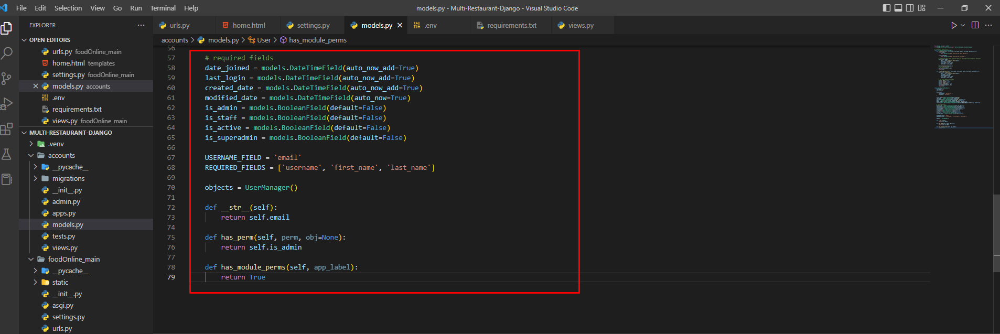 File Edit Selection View Go Run Terminal Help
models.py - Multi-Restaurant-Django - Visual Studio Code
EXPLORER
OPEN EDITORS
urls.py foodOnline_main
home.html templates
settings.py foodOnline_main
models.py accounts
.env
requirements.txt
views.py foodOnline_main
MULTI-RESTAURANT-DJANGO
.venv
accounts
__pycache__
migrations
__init__.py
admin.py
apps.py
models.py
tests.py
views.py
foodOnline_main
__pycache__
static
__init__.py
asgi.py
settings.py
urls.py
urls.py home.html settings.py models.py .env requirements.txt views.py
accounts > models.py > User > has_module_perms
56
57 # required fields
58 date_joined = models.DateTimeField(auto_now_add=True)
59 last_login = models.DateTimeField(auto_now_add=True)
60 created_date = models.DateTimeField(auto_now_add=True)
61 modified_date = models.DateTimeField(auto_now=True)
62 is_admin = models.BooleanField(default=False)
63 is_staff = models.BooleanField(default=False)
64 is_active = models.BooleanField(default=False)
65 is_superadmin = models.BooleanField(default=False)
66
67 USERNAME_FIELD = 'email'
68 REQUIRED_FIELDS = ['username', 'first_name', 'last_name']
69
70 objects = UserManager()
71
72 def __str__(self):
73 return self.email
74
75 def has_perm(self, perm, obj=None):
76 return self.is_admin
77
78 def has_module_perms(self, app_label):
79 return True